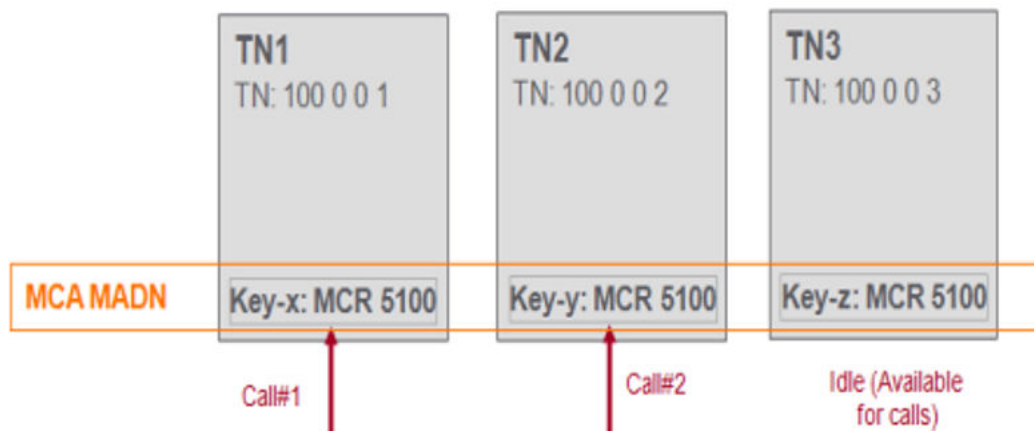 TN1
TN: 100 0 0 1
TN2
TN: 100 0 0 2
TN3
TN: 100 0 0 3
MCA MADN
Key-x: MCR 5100
Key-y: MCR 5100
Key-z: MCR 5100
Call#1
Call#2
Idle (Available
for calls)